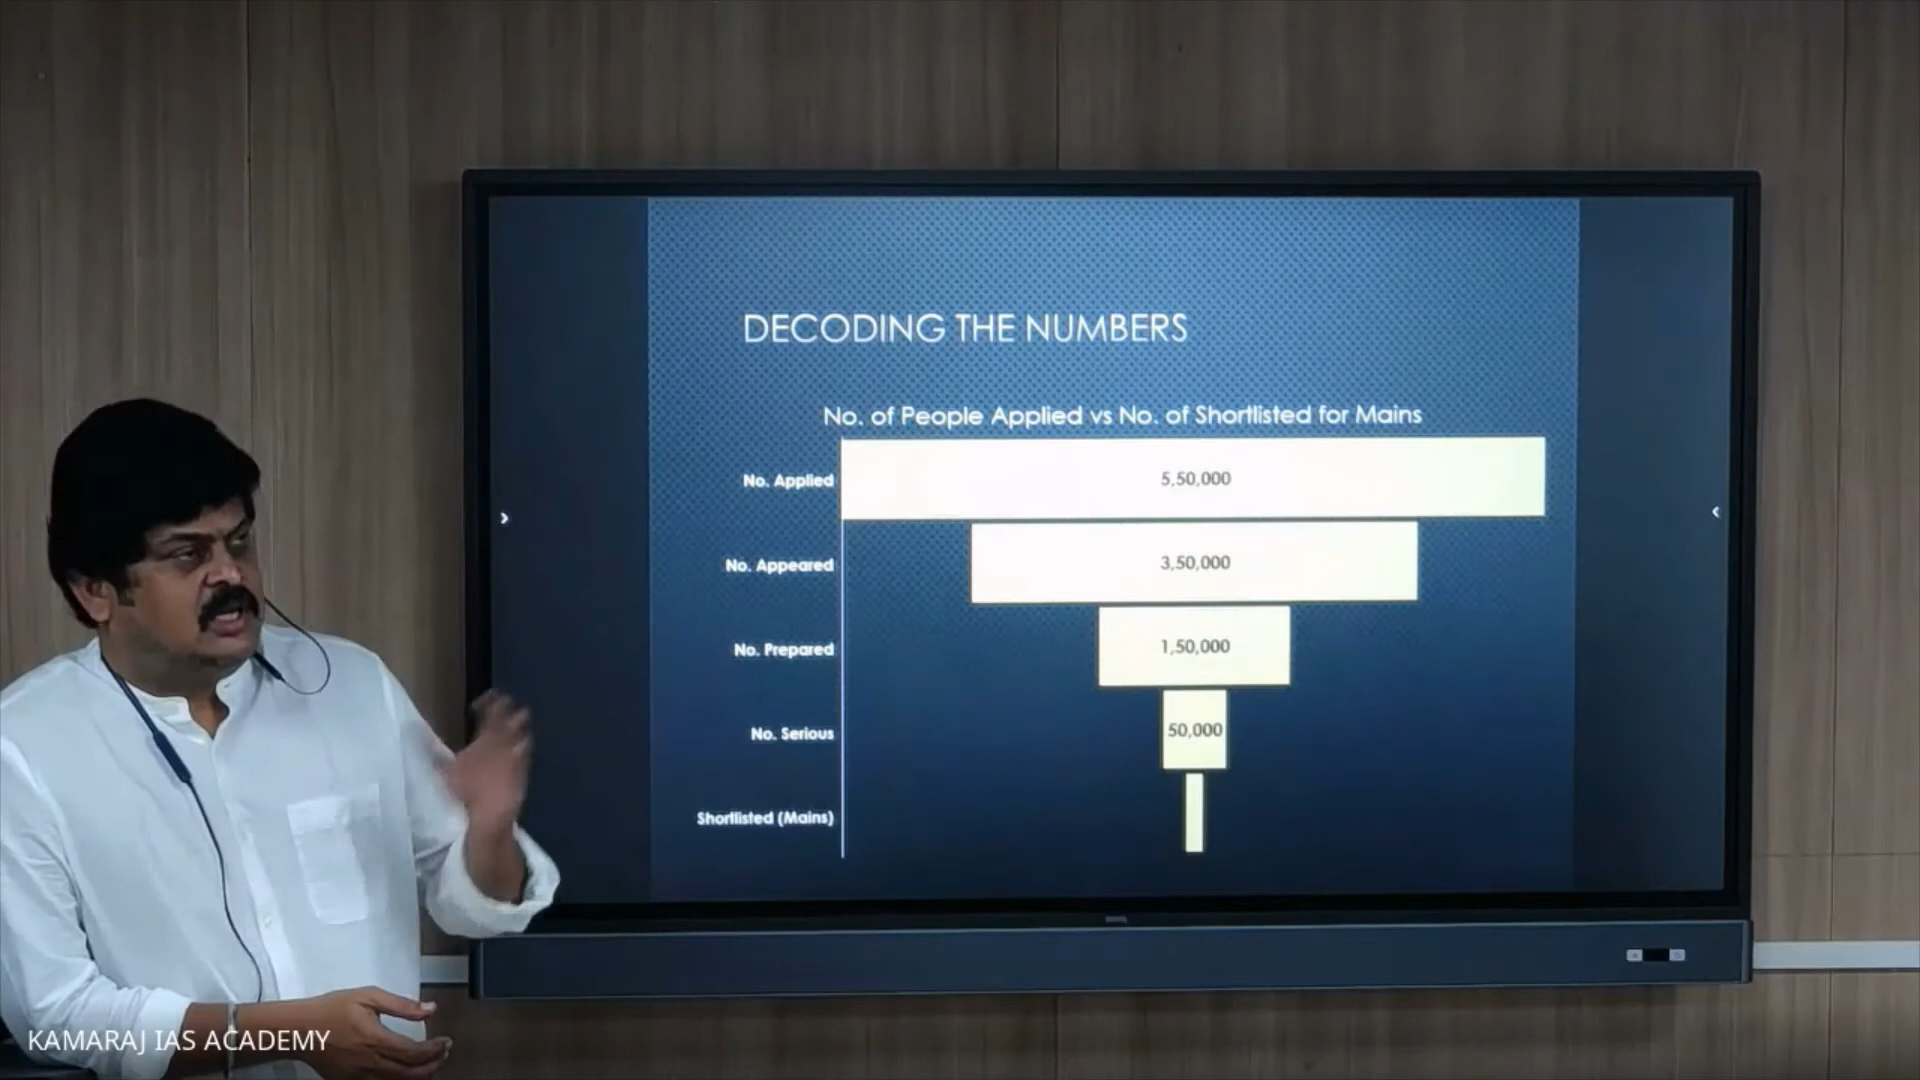 DECODING THE NUMBERS
No. of People Applied vs No. of Shortlisted for Mains
No. Applied
5,50,000
No. Appeared
3,50,000
No. Prepared
1,50,000
No. Serious
50,000
Shortlisted (Mains)
KAMARAJ IAS ACADEMY